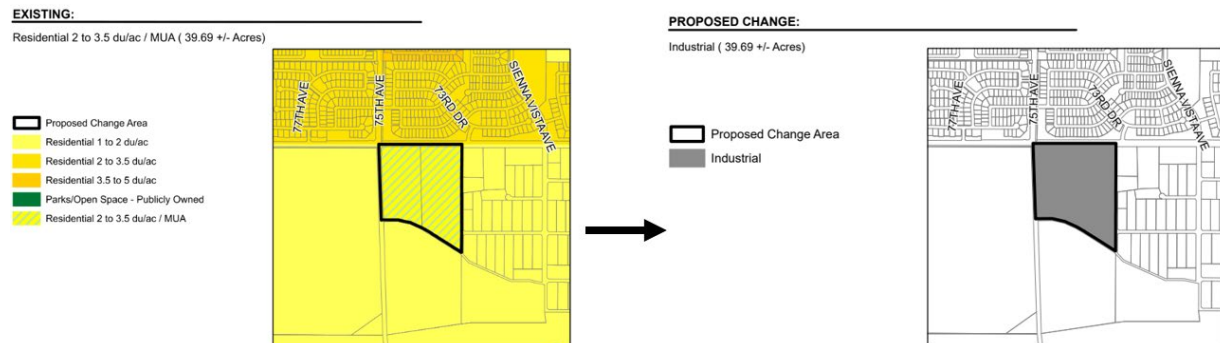 EXISTING:
Residential 2 to 3.5 du/ac / MUA ( 39.69 +/- Acres)
Proposed Change Area
Residential 1 to 2 du/ac
Residential 2 to 3.5 du/ac
Residential 3.5 to 5 du/ac
Parks/Open Space - Publicly Owned
Residential 2 to 3.5 du/ac / MUA
77TH AVE
75TH AVE
73RD DR
SIENNA VISTA AVE
PROPOSED CHANGE:
Industrial ( 39.69 +/- Acres)
Proposed Change Area
Industrial
77TH AVE
75TH AVE
73RD DR
SIENNA VISTA AVE